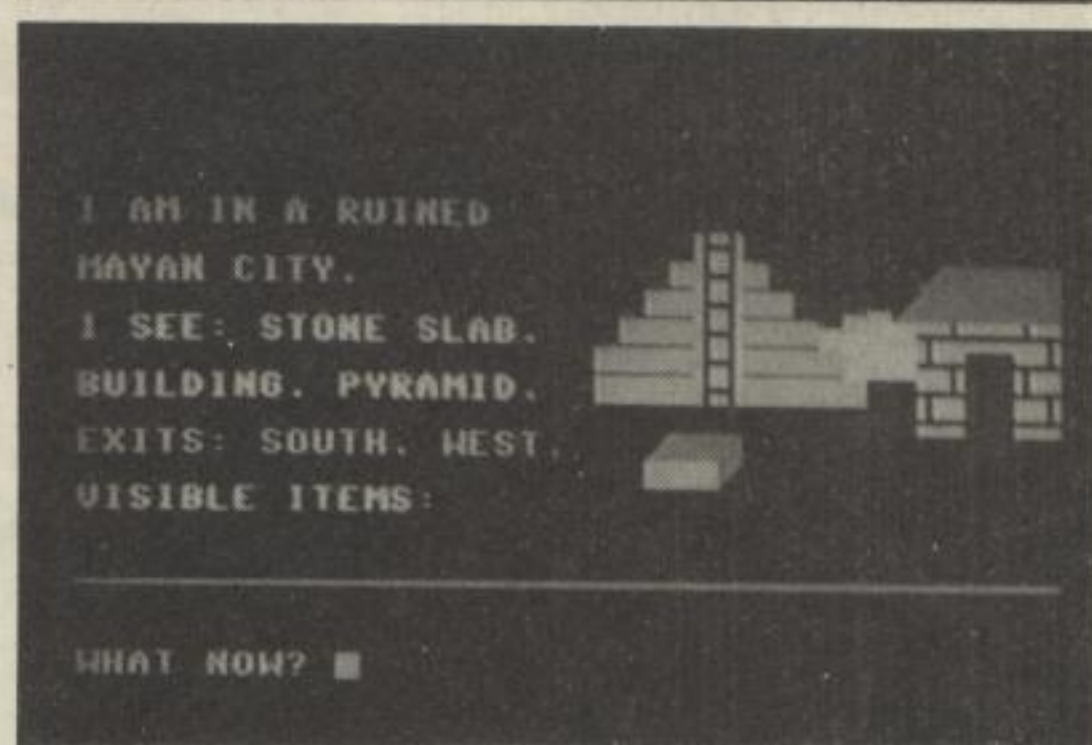 I AM IN A RUINED
MAYAN CITY.
I SEE: STONE SLAB.
BUILDING. PYRAMID.
EXITS: SOUTH. WEST.
VISIBLE ITEMS:
WHAT NOW?